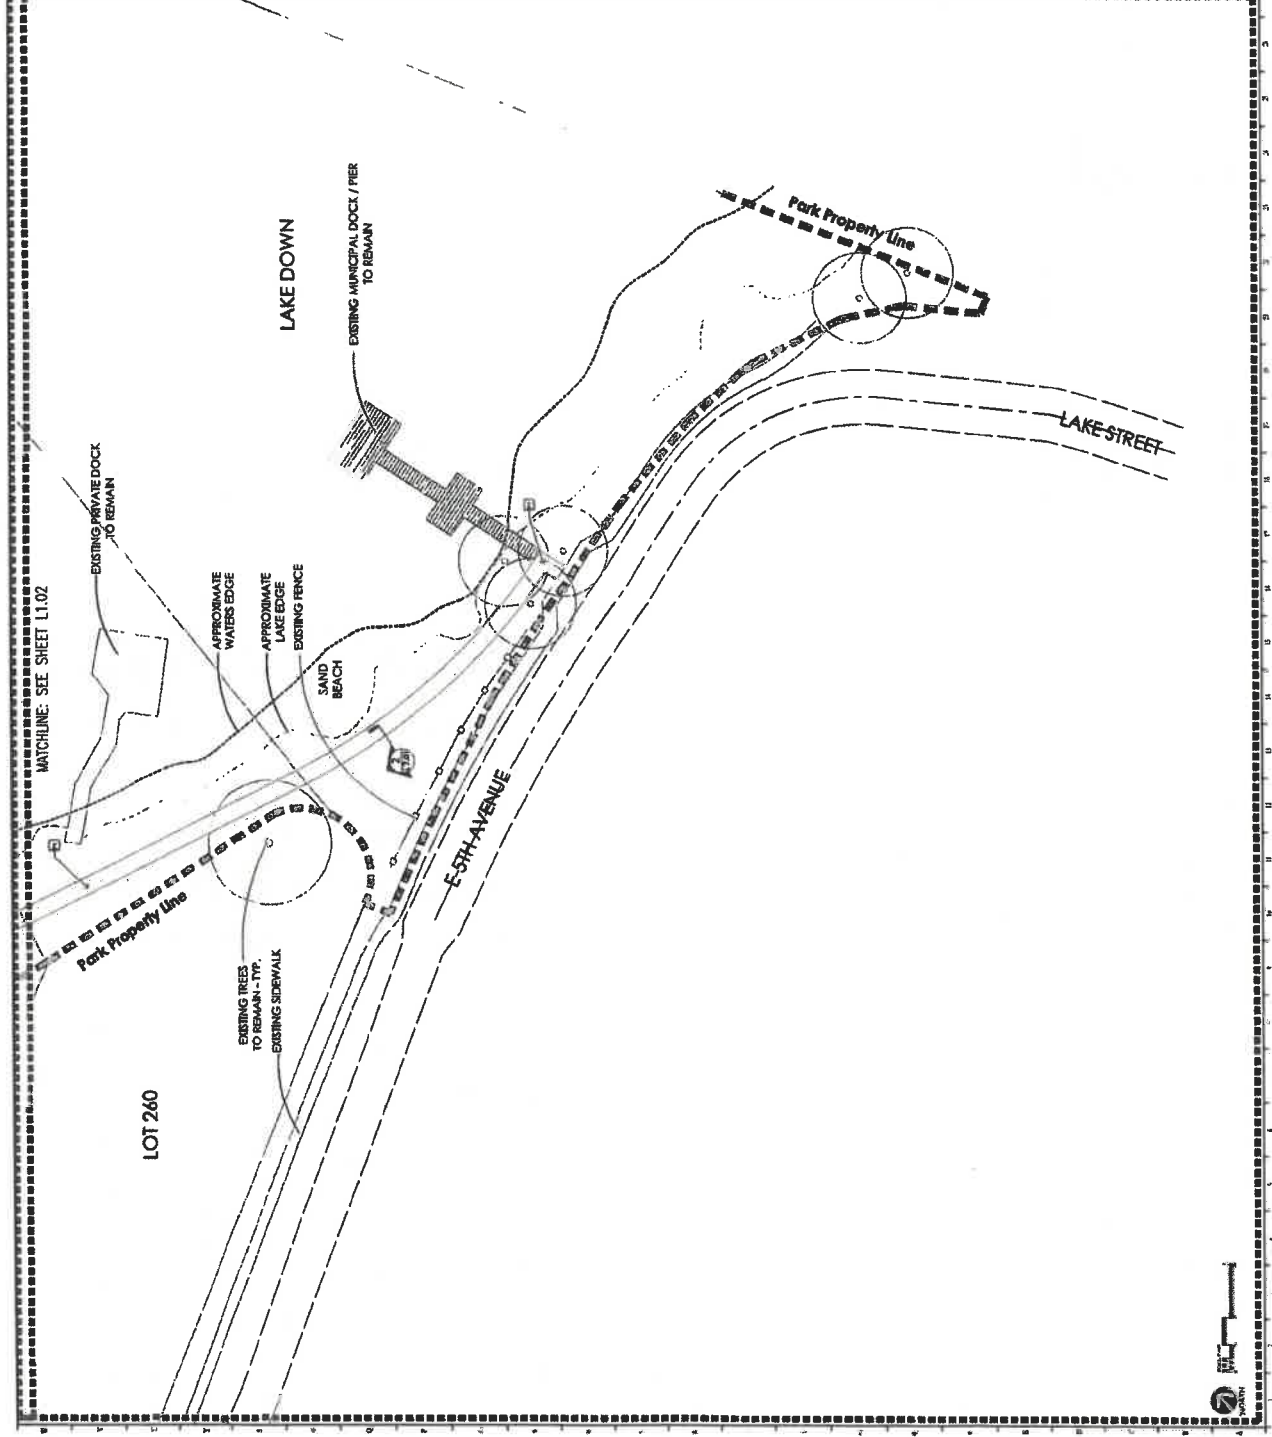 MATCHLINE: SEE SHEET L1.02
EXISTING PRIVATE DOCK
TO REMAIN
LAKE DOWN
EXISTING MUNICIPAL DOCK / PIER
TO REMAIN
APPROXIMATE
WATERS EDGE
APPROXIMATE
LAKE EDGE
EXISTING FENCE
SAND
BEACH
Park Property Line
Park Property Line
LAKE STREET
E 5TH AVENUE
EXISTING TREES
TO REMAIN - TYP.
EXISTING SIDEWALK
LOT 260
NORTH